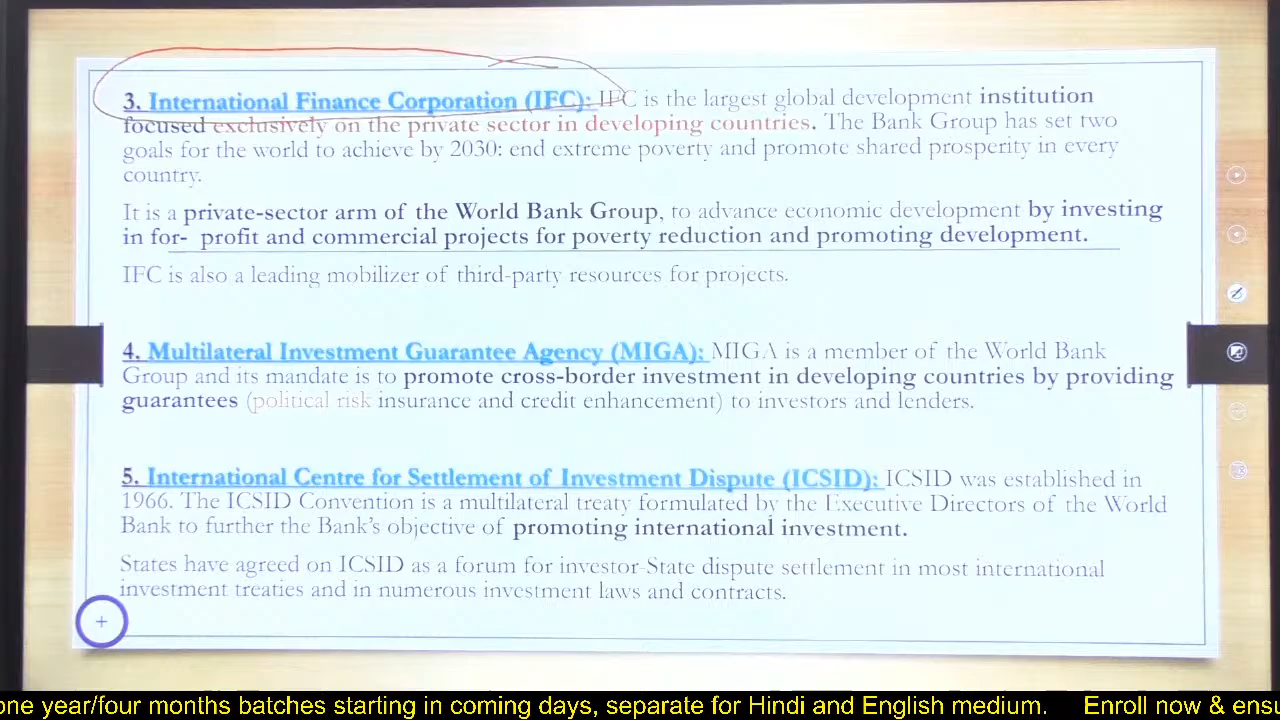 3. International Finance Corporation (IFC): IFC is the largest global development institution
focused exclusively on the private sector in developing countries. The Bank Group has set two
goals for the world to achieve by 2030: end extreme poverty and promote shared prosperity in every
country.
It is a private-sector arm of the World Bank Group, to advance economic development by investing
in for- profit and commercial projects for poverty reduction and promoting development.
IFC is also a leading mobilizer of third-party resources for projects.
4. Multilateral Investment Guarantee Agency (MIGA): MIGA is a member of the World Bank
Group and its mandate is to promote cross-border investment in developing countries by providing
guarantees (political risk insurance and credit enhancement) to investors and lenders.
5. International Centre for Settlement of Investment Dispute (ICSID): ICSID was established in
1966. The ICSID Convention is a multilateral treaty formulated by the Executive Directors of the World
Bank to further the Bank's objective of promoting international investment.
States have agreed on ICSID as a forum for investor-State dispute settlement in most international
investment treaties and in numerous investment laws and contracts.
one year/four months batches starting in coming days, separate for Hindi and English medium. Enroll now & ensu